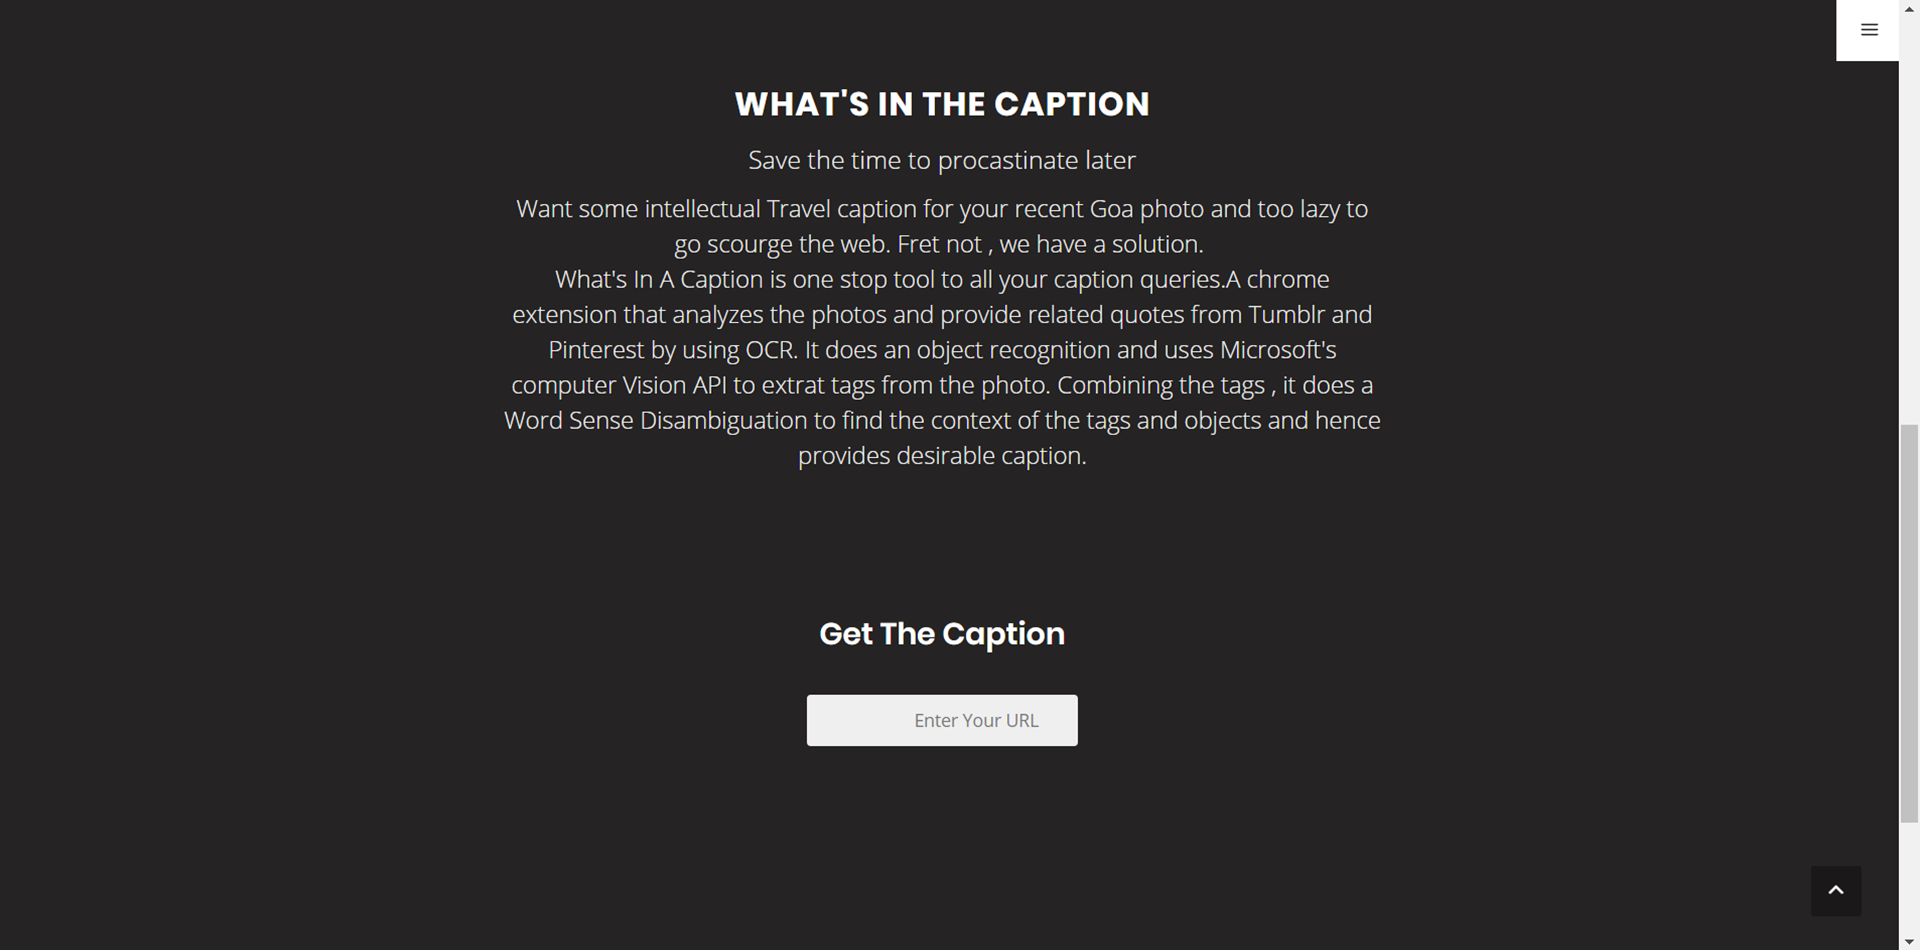 WHAT'S IN THE CAPTION
Save the time to procastinate later
Want some intellectual Travel caption for your recent Goa photo and too lazy to
go scourge the web. Fret not , we have a solution.
What's In A Caption is one stop tool to all your caption queries.A chrome
extension that analyzes the photos and provide related quotes from Tumblr and
Pinterest by using OCR. It does an object recognition and uses Microsoft's
computer Vision API to extrat tags from the photo. Combining the tags , it does a
Word Sense Disambiguation to find the context of the tags and objects and hence
provides desirable caption.
Get The Caption
Enter Your URL